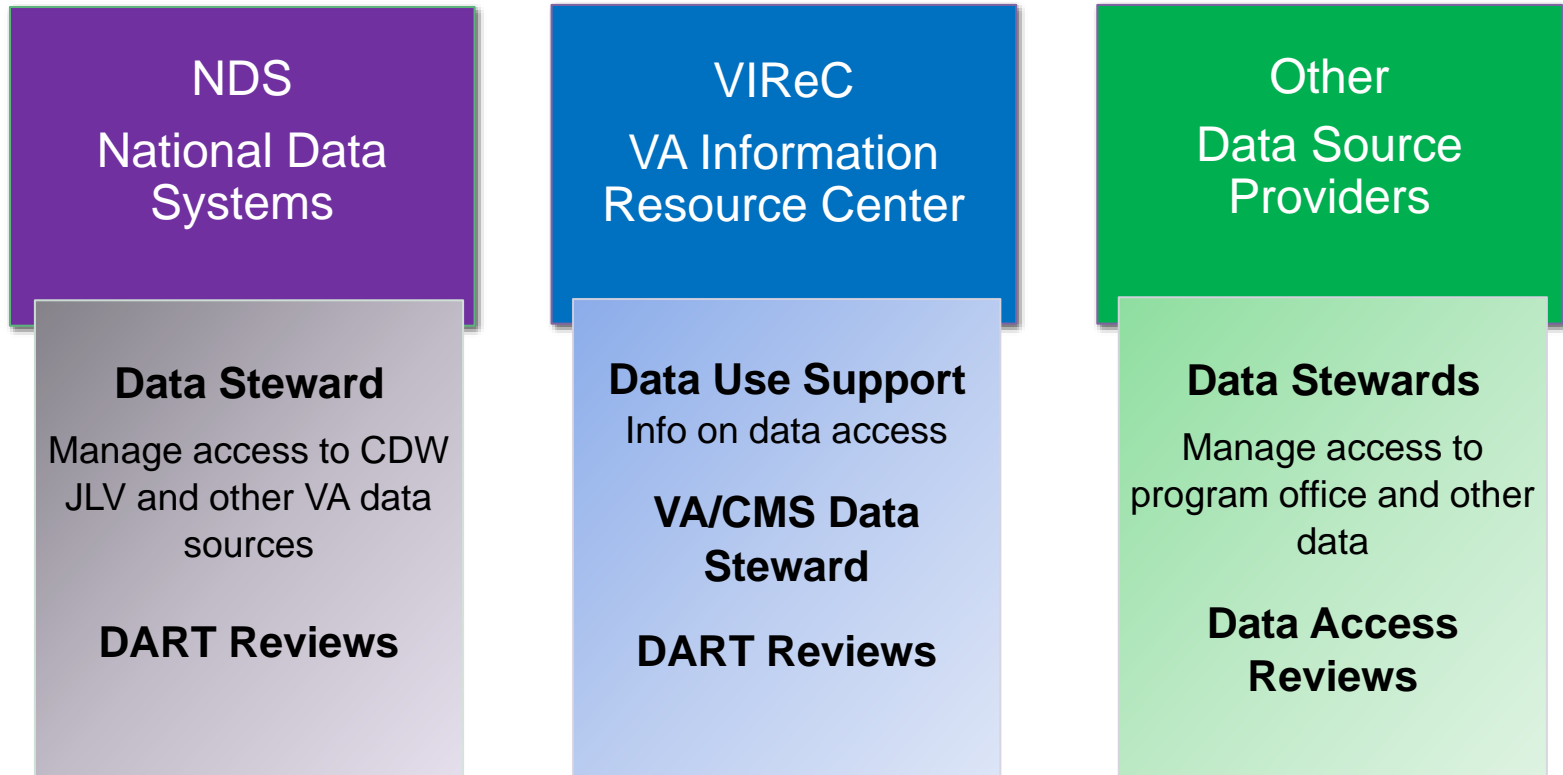 NDS
National Data
Systems
Data Steward
Manage access to CDW
JLV and other VA data
sources
DART Reviews
VIReC
VA Information
Resource Center
Data Use Support
Info on data access
VA/CMS Data
Steward
DART Reviews
Other
Data Source
Providers
Data Stewards
Manage access to
program office and other
data
Data Access
Reviews